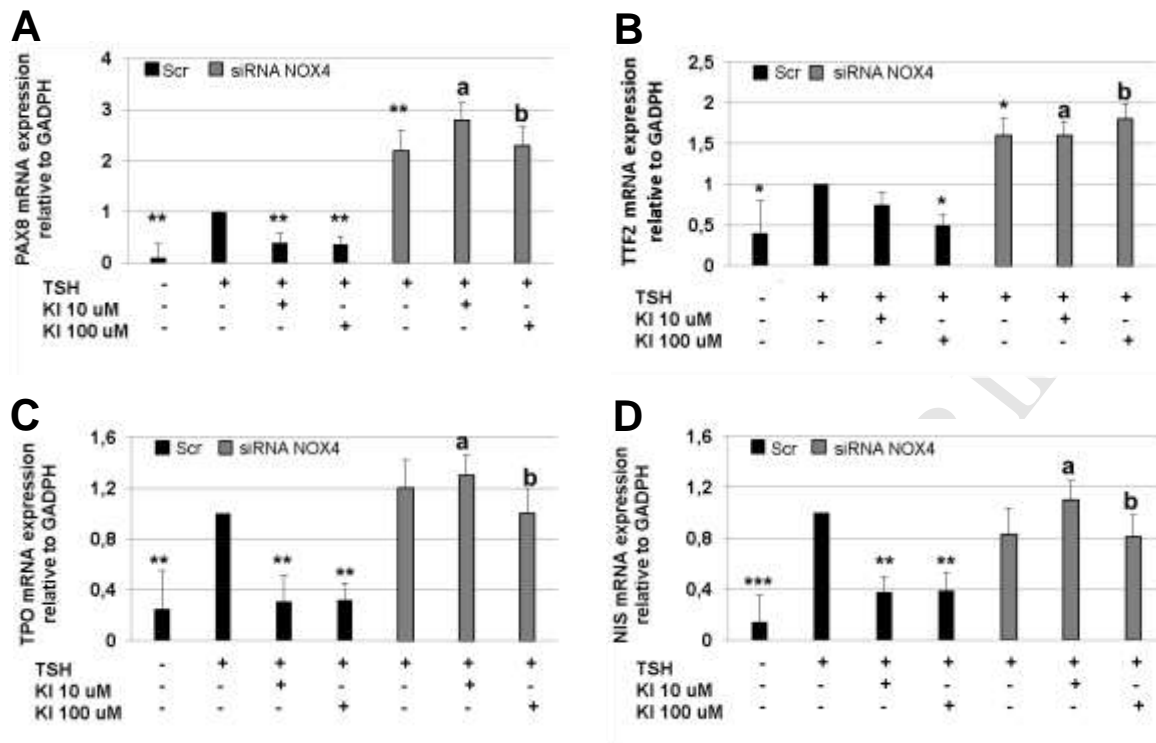 A
PAX8 mRNA expression
relative to GADPH
4
3
2
1
0
Scr siRNA NOX4
** ** ** ** a b
TSH - + + + + + +
KI 10 uM - - + - - + -
KI 100 uM - - - + - - +
B
TTF2 mRNA expression
relative to GADPH
2,5
2
1,5
1
0,5
0
Scr siRNA NOX4
* * * a b
TSH - + + + + + +
KI 10 uM - - + - - + -
KI 100 uM - - - + - - +
C
TPO mRNA expression
relative to GADPH
1,6
1,2
0,8
0,4
0
Scr siRNA NOX4
** ** ** a b
TSH - + + + + + +
KI 10 uM - - + - - + -
KI 100 uM - - - + - - +
D
NIS mRNA expression
relative to GADPH
1,6
1,2
0,8
0,4
0
Scr siRNA NOX4
*** ** ** a b
TSH - + + + + + +
KI 10 uM - - + - - + -
KI 100 uM - - - + - - +